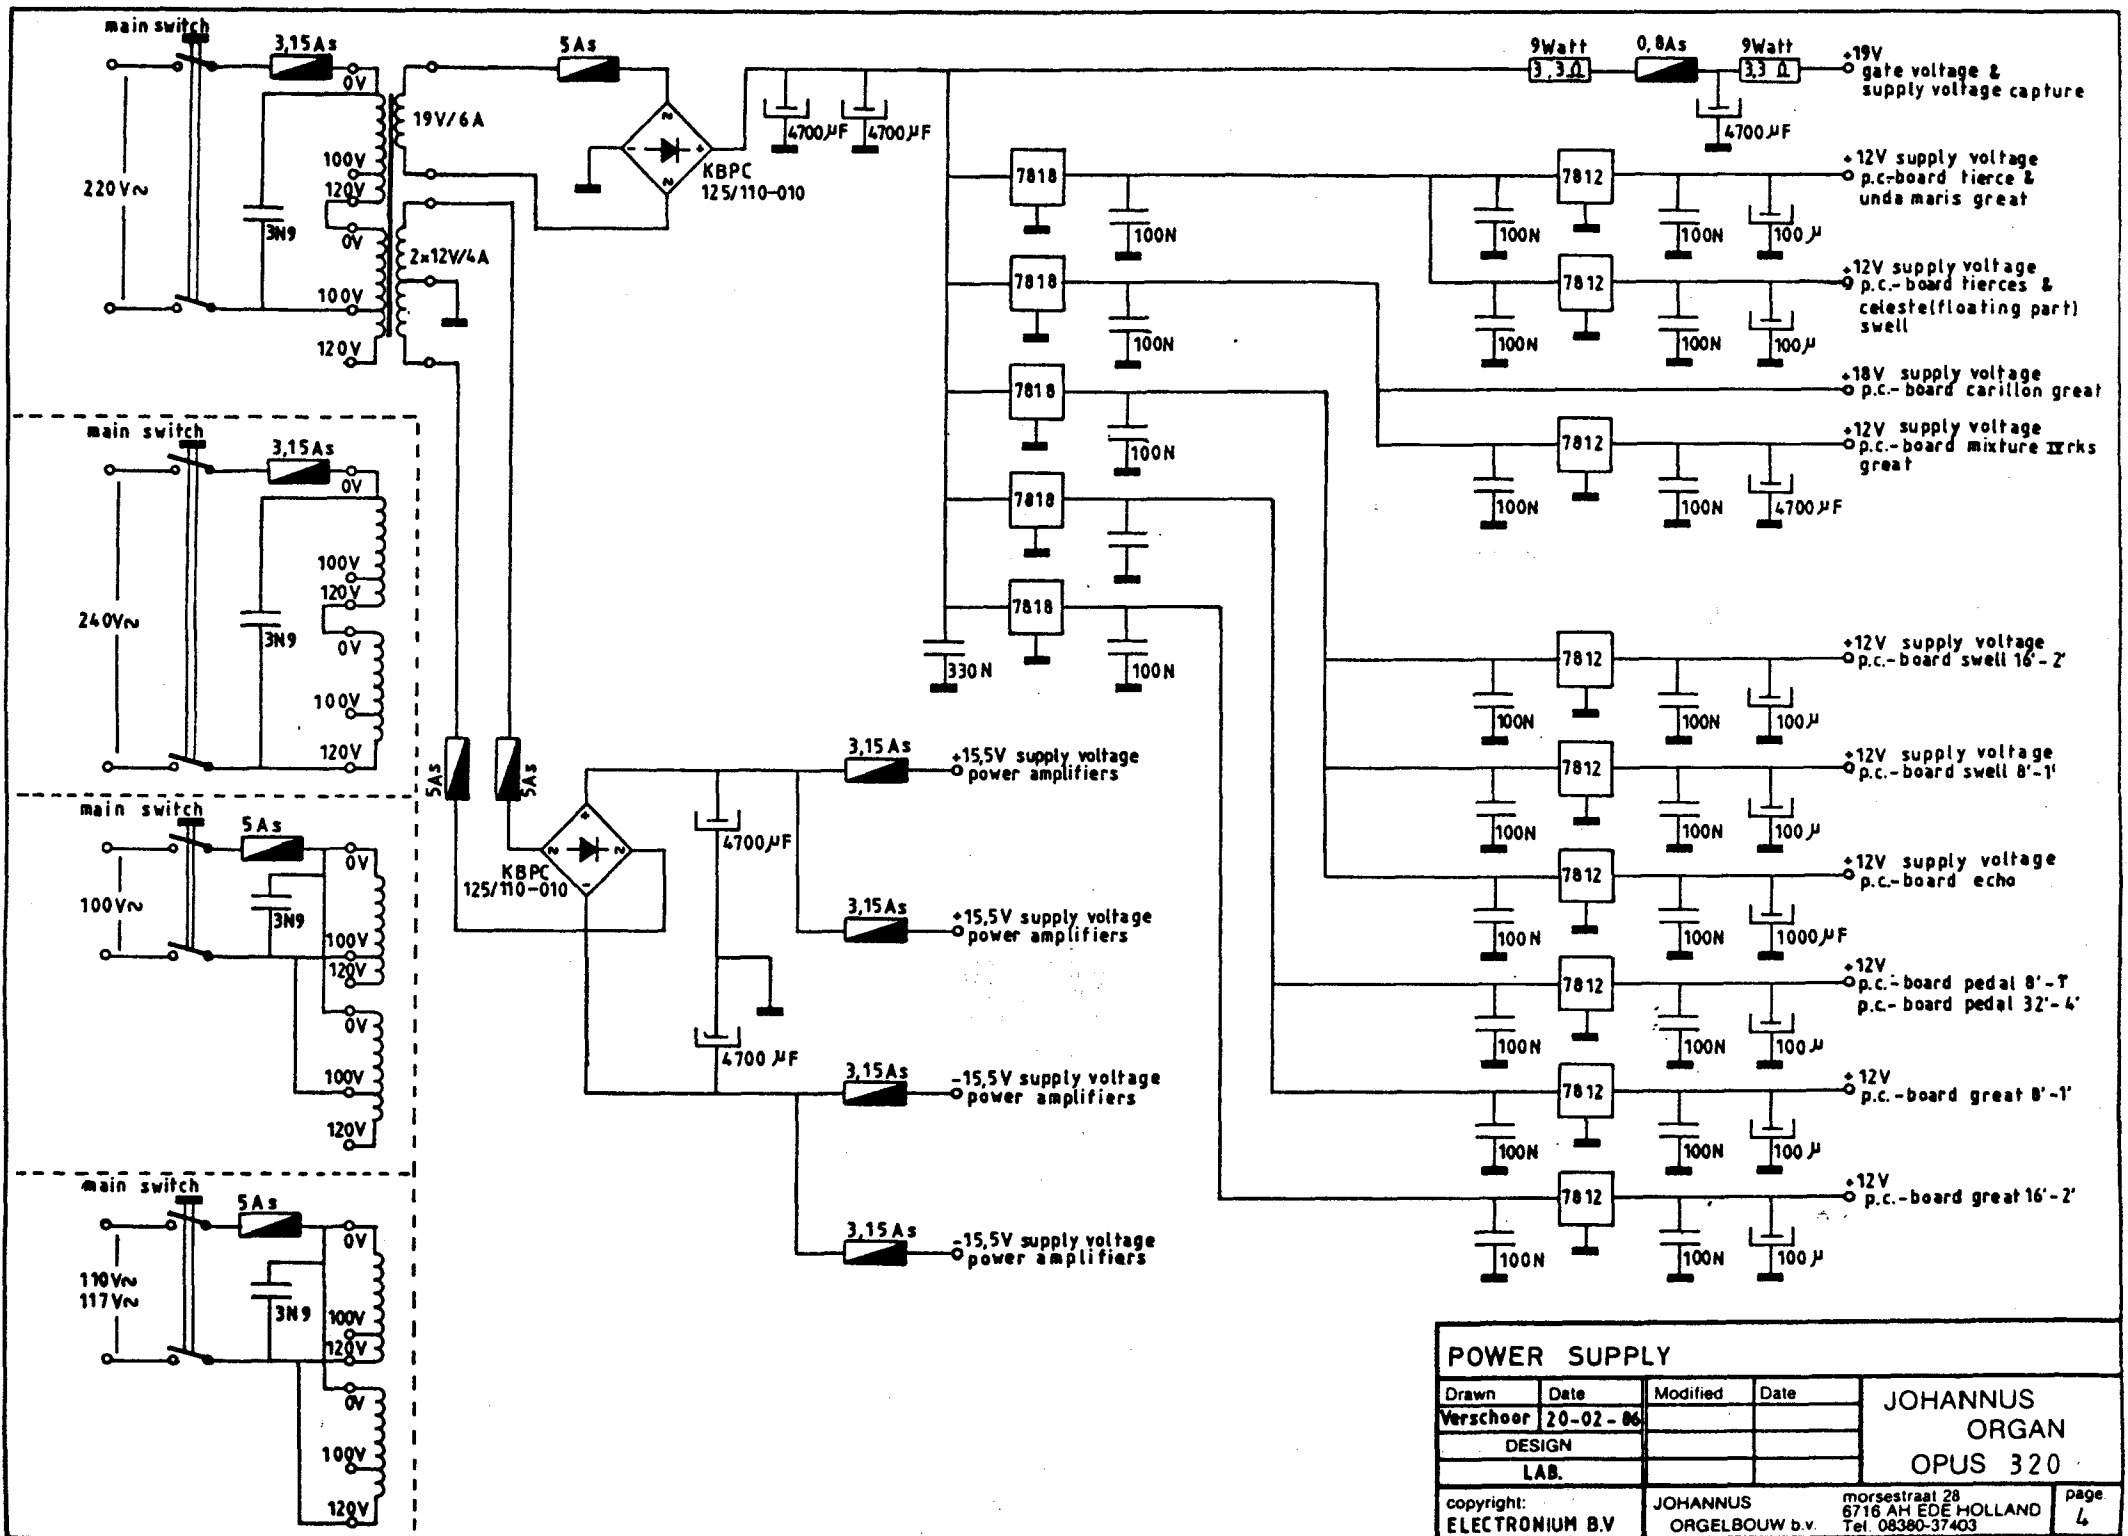 main switch
3,15As
0V
220V~
3N9
100V
120V
0V
100V
120V
19V/6A
2x12V/4A
5As
KBPC
125/110-010
4700µF
4700µF
9Watt
3,3Ω
0,8As
9Watt
3,3 Ω
4700µF
+19V
gate voltage &
supply voltage capture
7818
100N
100N
7812
100N
100µ
+12V supply voltage
p.c-board tierce &
unda maris great
7818
100N
100N
7812
100N
100µ
+12V supply voltage
p.c.-board tierces &
celeste(floating part)
swell
+18V supply voltage
p.c.-board carillon great
7818
100N
100N
7812
100N
4700µF
+12V supply voltage
p.c.-board mixture IV rks
great
7818
7818
330N
100N
main switch
3,15As
0V
240V~
3N9
100V
120V
0V
100V
120V
100N
7812
100N
100µ
+12V supply voltage
p.c.-board swell 16'-2'
100N
7812
100N
100µ
+12V supply voltage
p.c.-board swell 8'-1'
100N
7812
100N
1000µF
+12V supply voltage
p.c.-board echo
100N
7812
100N
100µ
+12V
p.c.-board pedal 8'-1'
p.c.-board pedal 32'-4'
100N
7812
100N
100µ
+12V
p.c.-board great 8'-1'
100N
7812
100N
100µ
+12V
p.c.-board great 16'-2'
5As
5As
KBPC
125/110-010
4700µF
4700µF
3,15As
+15,5V supply voltage
power amplifiers
3,15As
+15,5V supply voltage
power amplifiers
3,15As
-15,5V supply voltage
power amplifiers
3,15As
-15,5V supply voltage
power amplifiers
main switch
5As
0V
100V~
3N9
100V
120V
0V
100V
120V
main switch
5As
0V
110V~
117V~
3N9
100V
120V
0V
100V
120V
POWER SUPPLY
Drawn Date Modified Date
Verschoor 20-02-86
DESIGN
LAB.
JOHANNUS
ORGAN
OPUS 320
copyright:
ELECTRONIUM B.V
JOHANNUS
ORGELBOUW b.v.
morsestraat 28
6716 AH EDE HOLLAND
Tel. 08380-37403
page
4